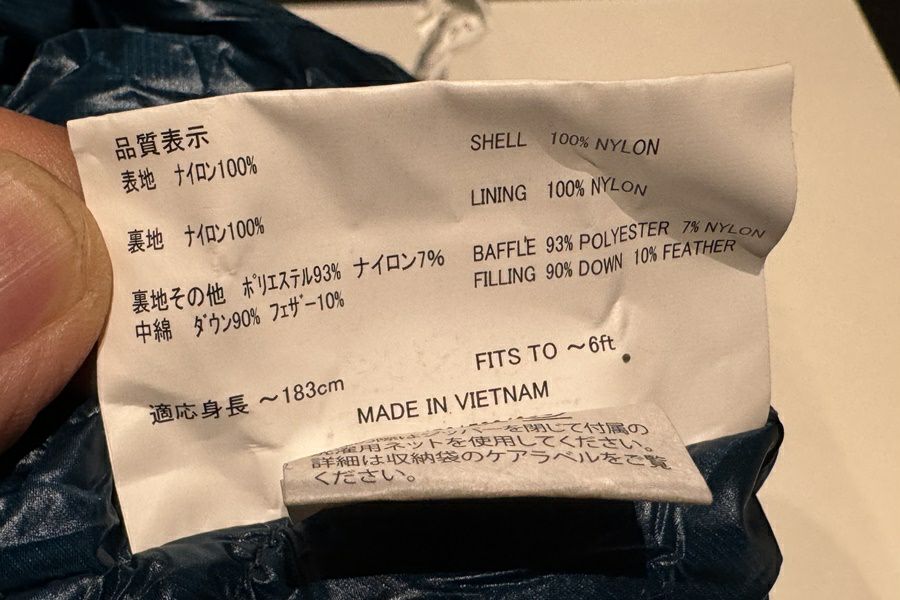 品質表示
表地 ナイロン100%
裏地 ナイロン100%
裏地その他 ポリエステル93% ナイロン7%
中綿 ダウン90% フェザー10%
適応身長 ～183cm
SHELL 100% NYLON
LINING 100% NYLON
BAFFLE 93% POLYESTER 7% NYLON
FILLING 90% DOWN 10% FEATHER
FITS TO ～6ft
MADE IN VIETNAM
を閉じて付属の
濯用ネットを使用してください。
詳細は収納袋のケアラベルをご覧
ください。